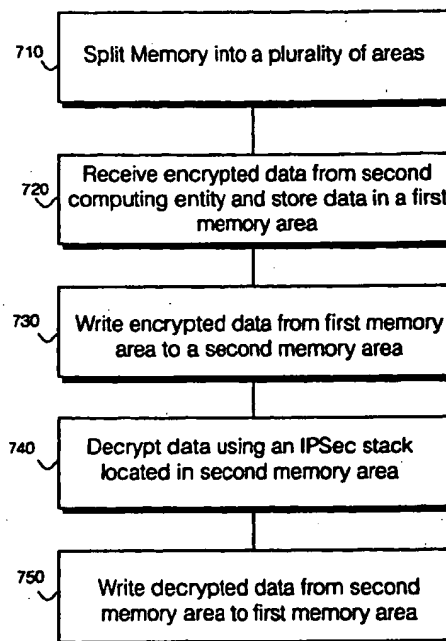 710
Split Memory into a plurality of areas
720
Receive encrypted data from second
computing entity and store data in a first
memory area
730
Write encrypted data from first memory
area to a second memory area
740
Decrypt data using an IPSec stack
located in second memory area
750
Write decrypted data from second
memory area to first memory area